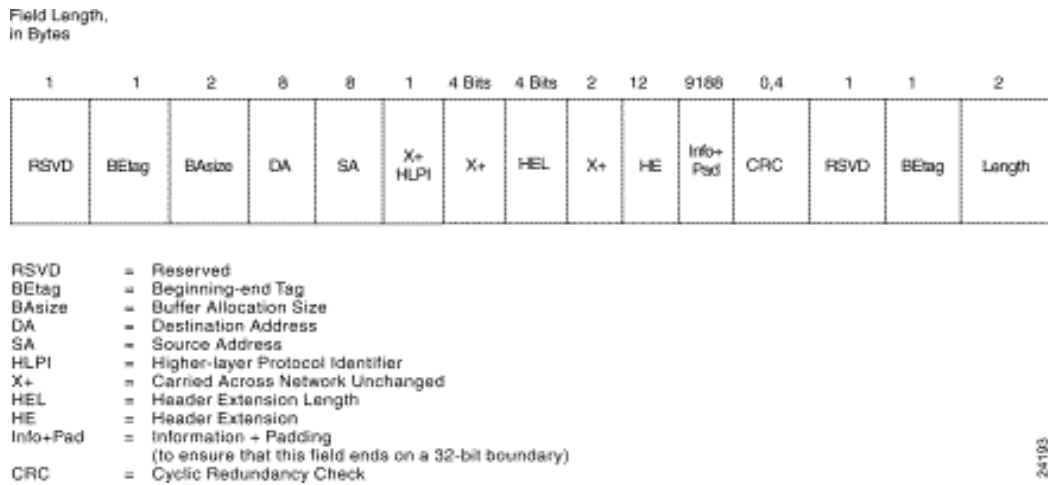 Field Length,
in Bytes
1 1 2 8 8 1 4 Bits 4 Bits 2 12 9188 0,4 1 1 2
RSVD BEtag BAsize DA SA X+ HLPI X+ HEL X+ HE Info+ Pad CRC RSVD BEtag Length
RSVD = Reserved
BEtag = Beginning-end Tag
BAsize = Buffer Allocation Size
DA = Destination Address
SA = Source Address
HLPI = Higher-layer Protocol Identifier
X+ = Carried Across Network Unchanged
HEL = Header Extension Length
HE = Header Extension
Info+Pad = Information + Padding
(to ensure that this field ends on a 32-bit boundary)
CRC = Cyclic Redundancy Check
24193